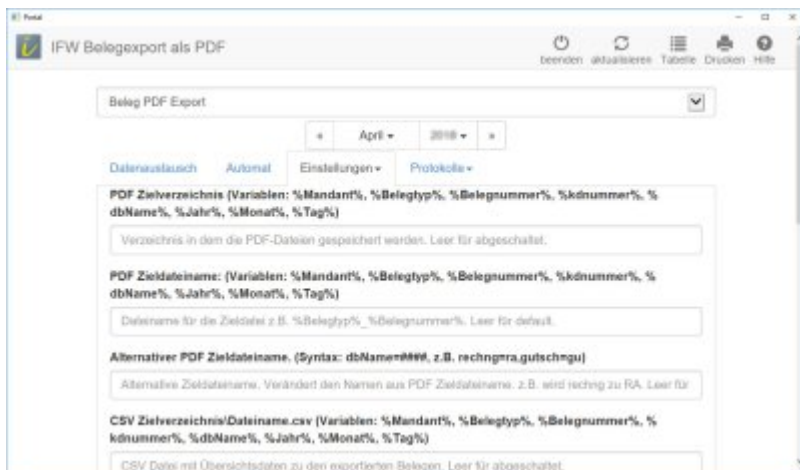 Portal
IFW Belegexport als PDF
beenden aktualisieren Tabelle Drucken Hilfe
Beleg PDF Export
« April 2018 »
Datenaustausch Automat Einstellungen Protokolle
PDF Zielverzeichnis (Variablen: %Mandant%, %Belegtyp%, %Belegnummer%, %kdnummer%, %
dbName%, %Jahr%, %Monat%, %Tag%)
Verzeichnis in dem die PDF-Dateien gespeichert werden. Leer für abgeschaltet.
PDF Zieldateiname: (Variablen: %Mandant%, %Belegtyp%, %Belegnummer%, %kdnummer%, %
dbName%, %Jahr%, %Monat%, %Tag%)
Dateiname für die Zieldatei z.B. %Belegtyp%_%Belegnummer%. Leer für default.
Alternativer PDF Zieldateiname. (Syntax: dbName=####, z.B. rechng=ra,gutsch=gu)
Alternative Zieldateiname. Verändert den Namen aus PDF Zieldateiname. z.B. wird rechng zu RA. Leer für
CSV Zielverzeichnis\Dateiname.csv (Variablen: %Mandant%, %Belegtyp%, %Belegnummer%, %
kdnummer%, %dbName%, %Jahr%, %Monat%, %Tag%)
CSV Datei mit Übersichtsdaten zu den exportierten Belegen. Leer für abgeschaltet.